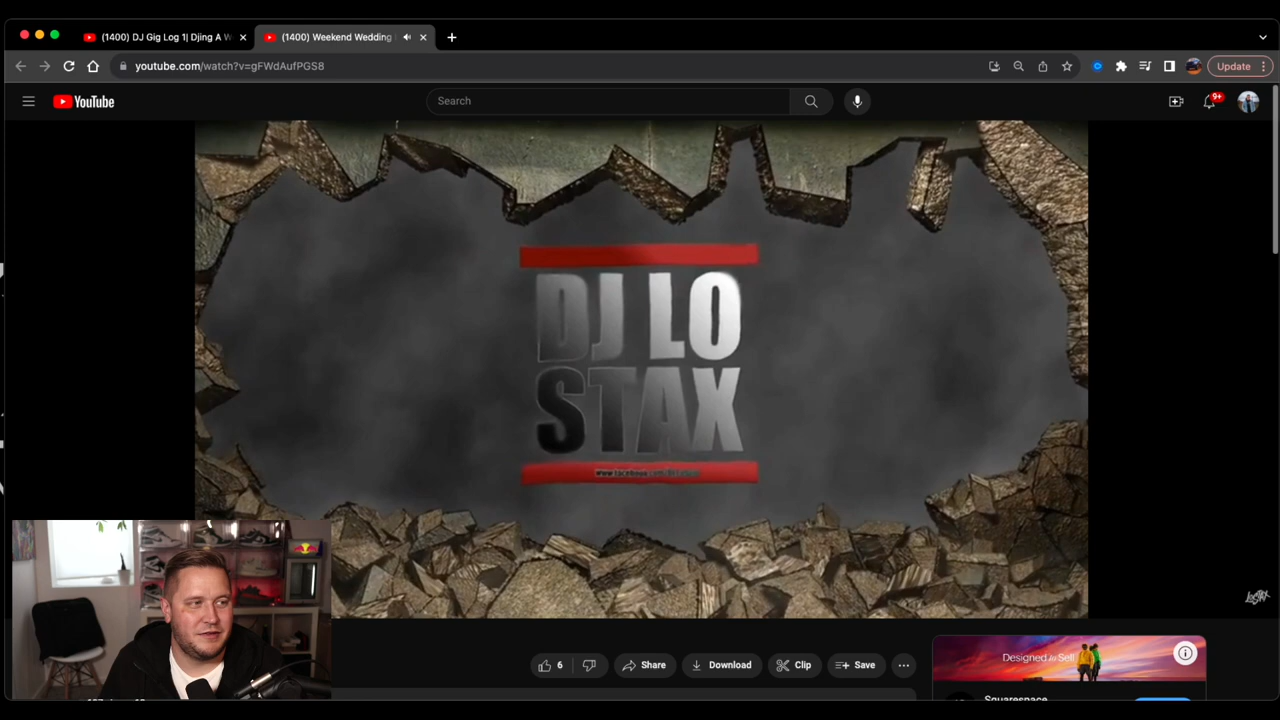 (1400) DJ Gig Log 1| Djing A W
(1400) Weekend Wedding
youtube.com/watch?v=gFWdAufPGS8
Update
YouTube
Search
9+
DJ LO
STAX
6
Share
Download
Clip
Save
Designed to Sell
Squarespace